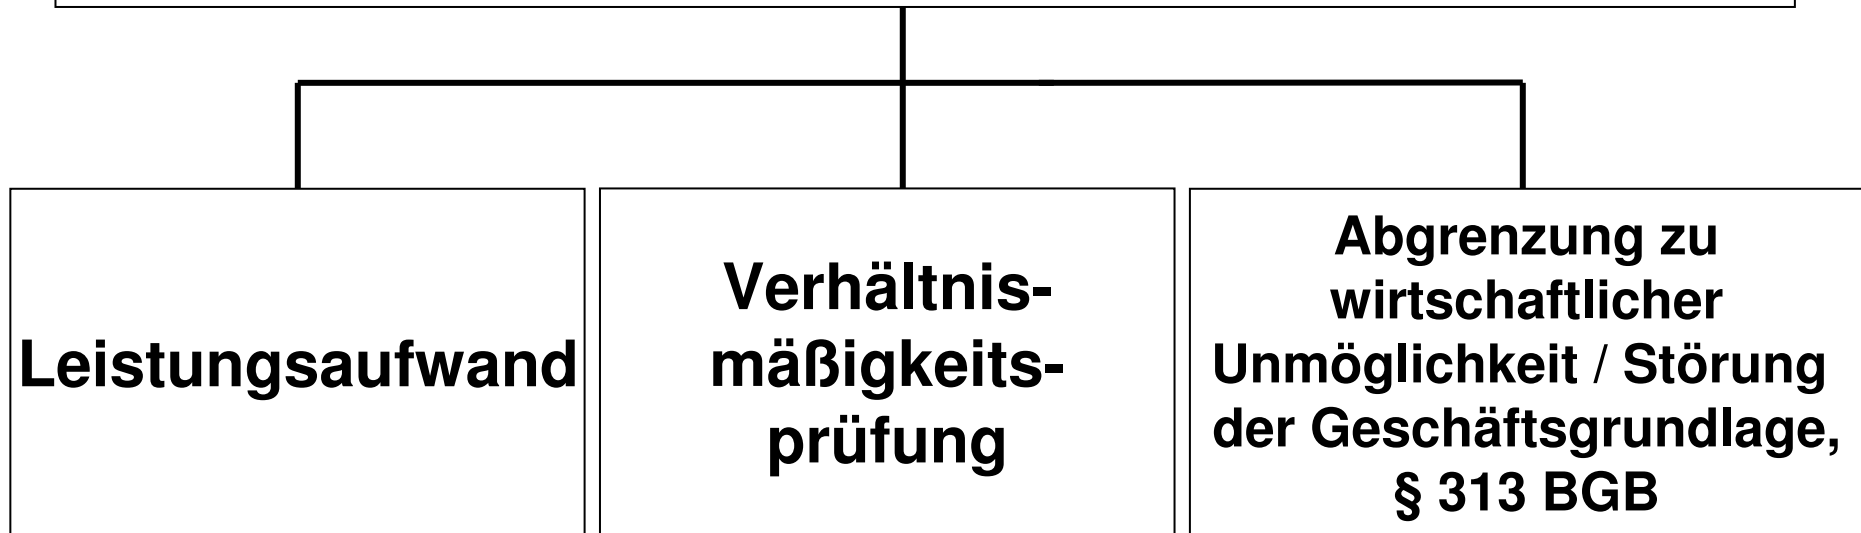 Leistungsaufwand
Verhältnis-
mäßigkeits-
prüfung
Abgrenzung zu
wirtschaftlicher
Unmöglichkeit / Störung
der Geschäftsgrundlage,
§ 313 BGB